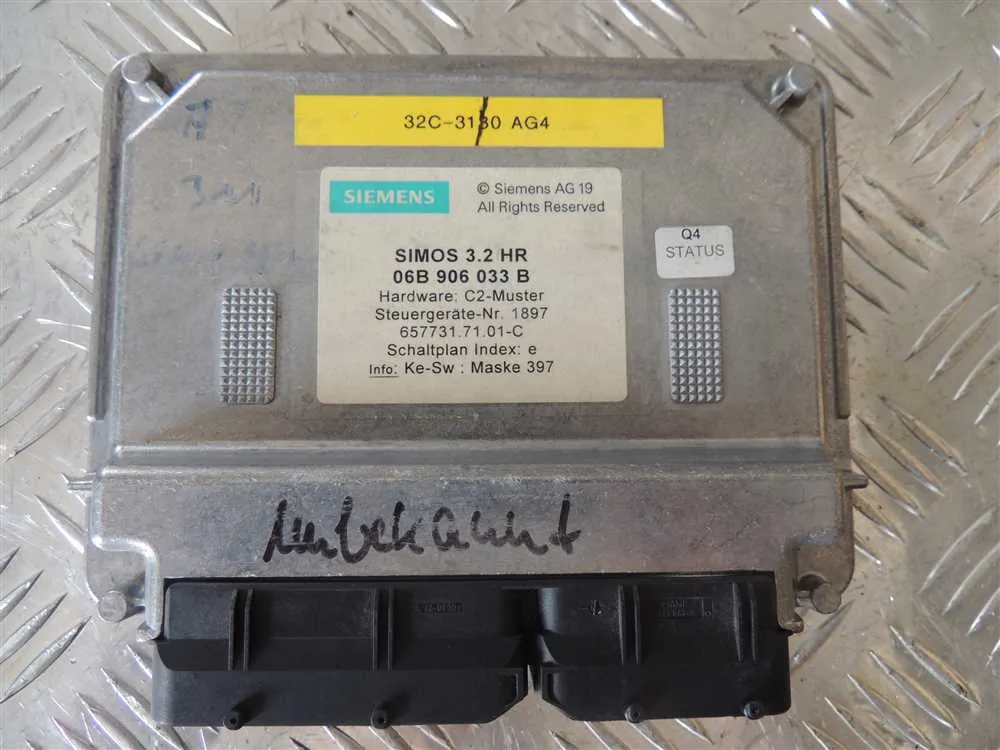 32C-3130 AG4
SIEMENS
© Siemens AG 19
All Rights Reserved
Q4
STATUS
SIMOS 3.2 HR
06B 906 033 B
Hardware: C2-Muster
Steuergeräte-Nr. 1897
657731.71.01-C
Schaltplan Index: e
Info: Ke-Sw : Maske 397
unbekannt